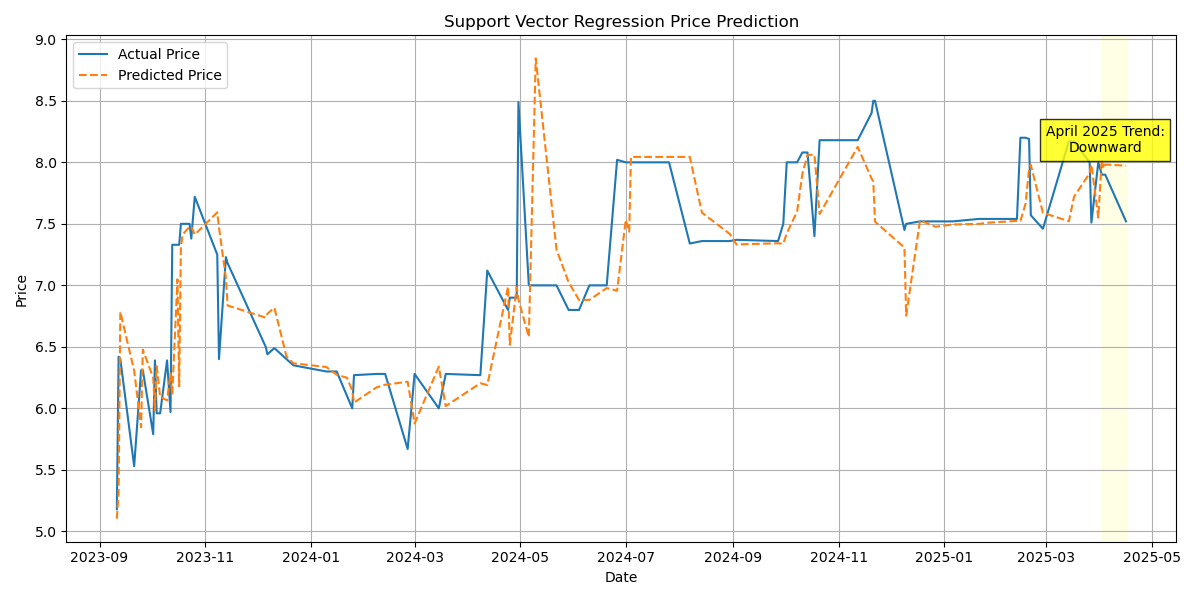 Support Vector Regression Price Prediction
Actual Price
Predicted Price
April 2025 Trend:
Downward
Price
9.0
8.5
8.0
7.5
7.0
6.5
6.0
5.5
5.0
2023-09 2023-11 2024-01 2024-03 2024-05 2024-07 2024-09 2024-11 2025-01 2025-03 2025-05
Date